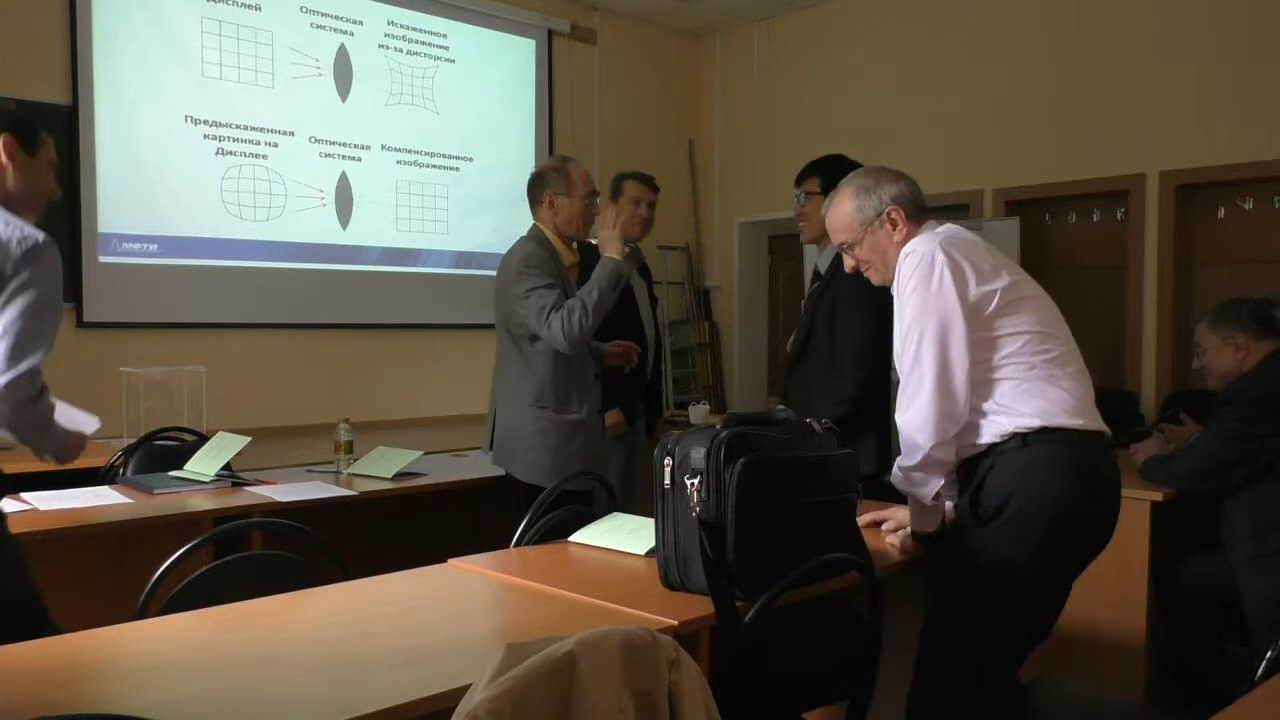 Дисплей
Оптическая
система
Искаженное
изображение
из-за дисторсии
Предыскаженная
картинка на
Дисплее
Оптическая
система
Компенсированное
изображение
МФТИ